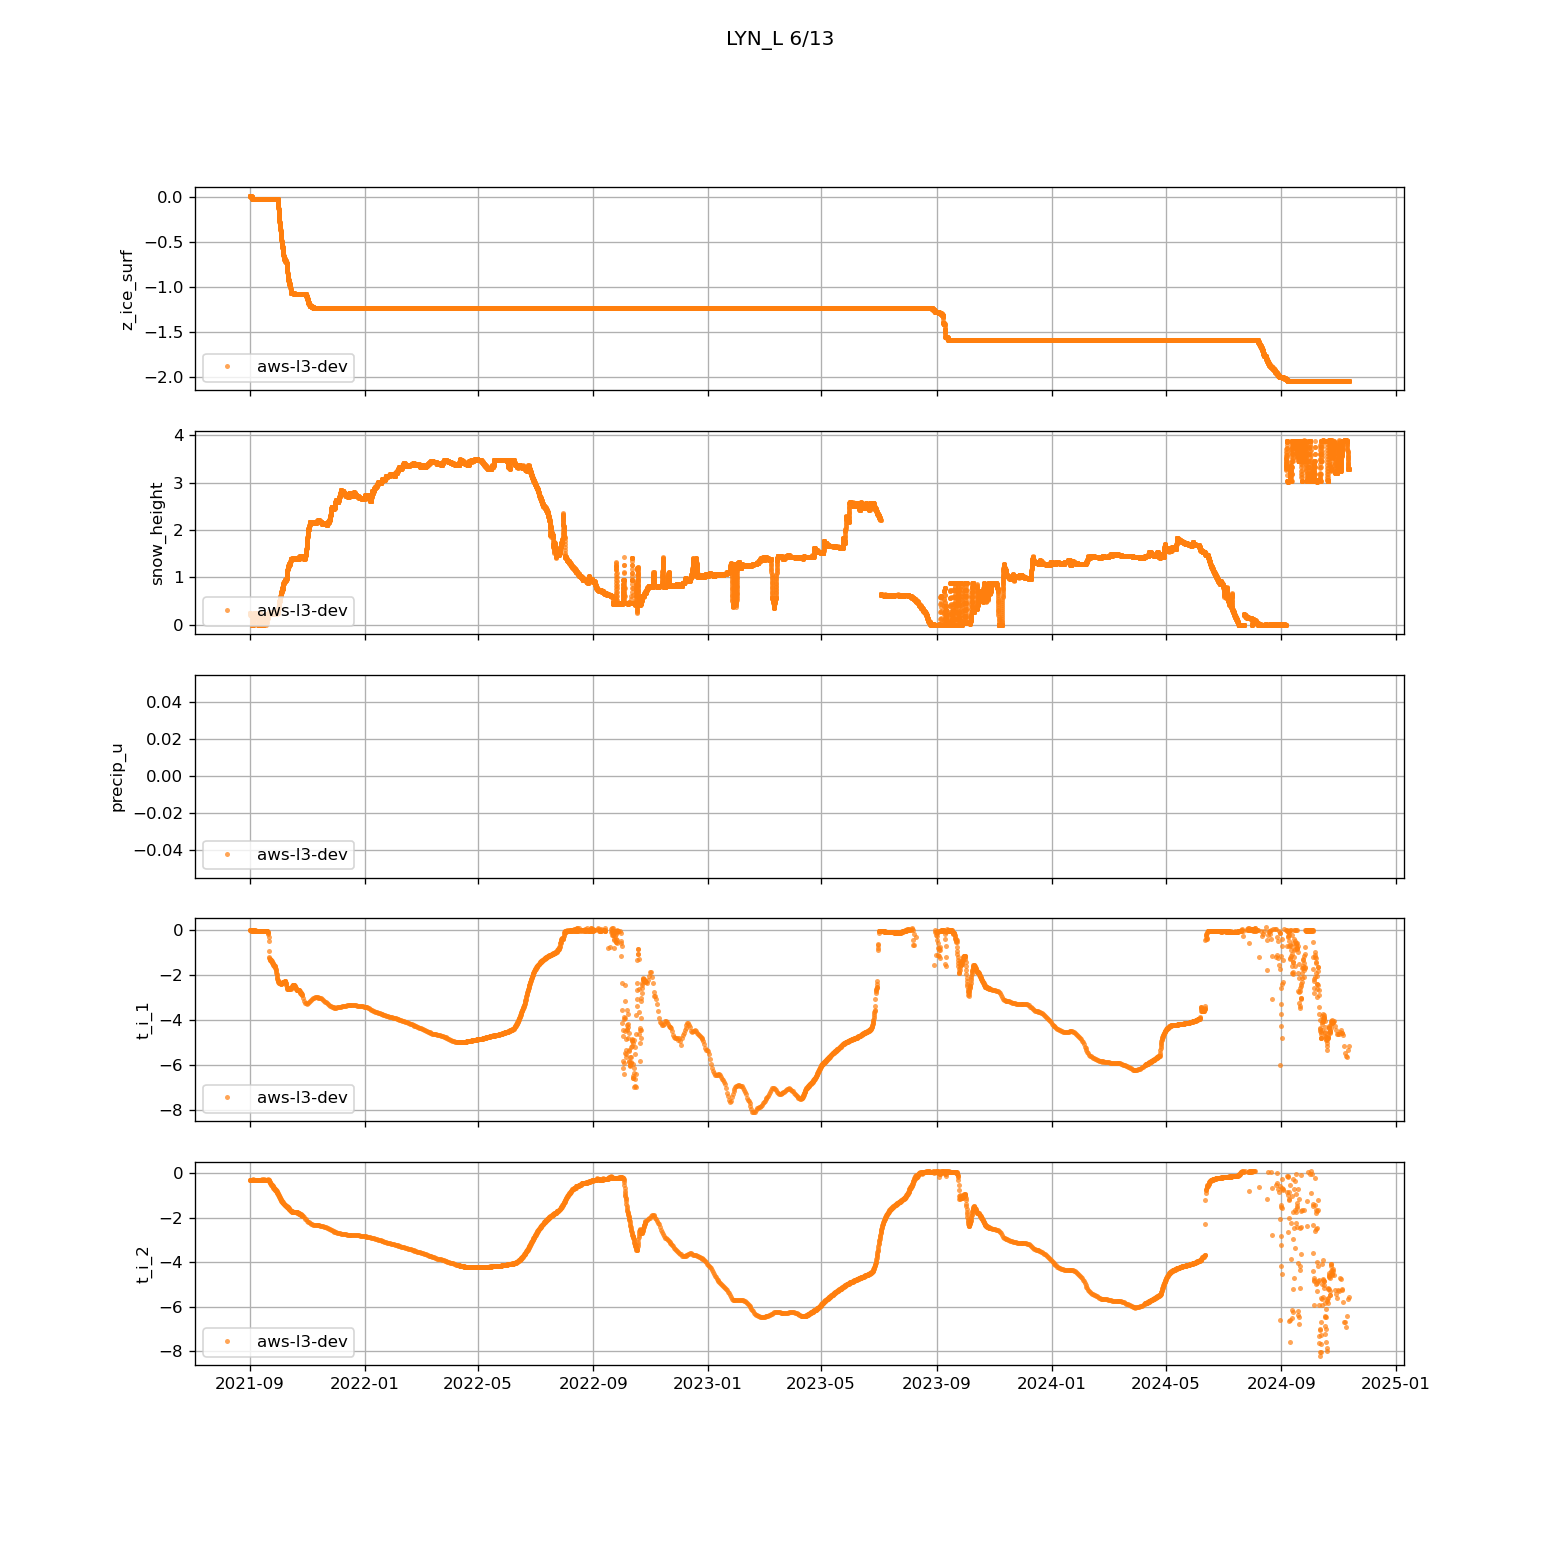 LYN_L 6/13
0.0
−0.5
−1.0
−1.5
−2.0
z_ice_surf
aws-l3-dev
4
3
2
1
0
snow_height
aws-l3-dev
0.04
0.02
0.00
−0.02
−0.04
precip_u
aws-l3-dev
0
−2
−4
−6
−8
t_i_1
aws-l3-dev
0
−2
−4
−6
−8
t_i_2
aws-l3-dev
2021-09 2022-01 2022-05 2022-09 2023-01 2023-05 2023-09 2024-01 2024-05 2024-09 2025-01